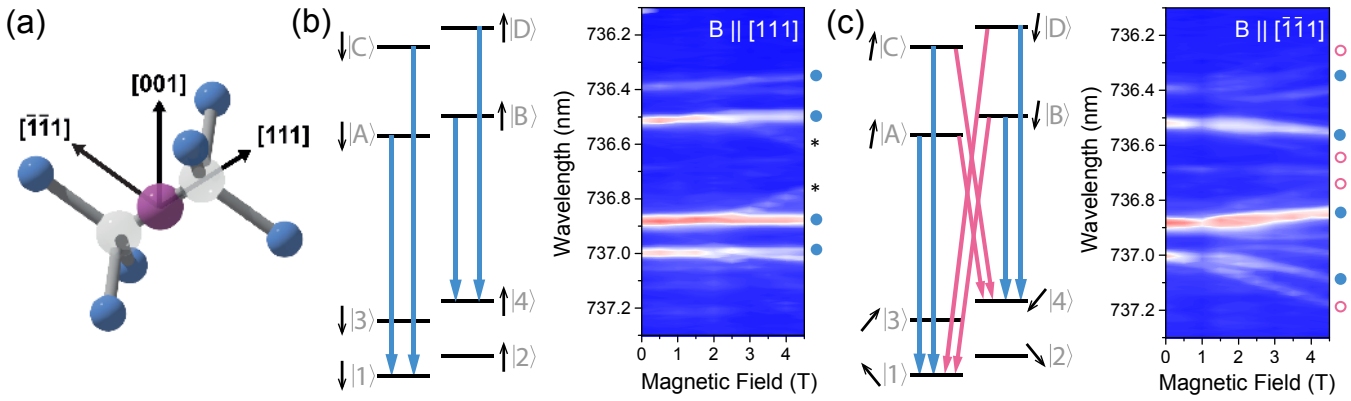 (a)
[001]
[1̄1̄1]
[111]
(b)
|D⟩
|C⟩
|B⟩
|A⟩
|4⟩
|3⟩
|2⟩
|1⟩
B || [111]
Wavelength (nm)
736.2
736.4
736.6
736.8
737.0
737.2
*
*
0 1 2 3 4
Magnetic Field (T)
(c)
|D⟩
|C⟩
|B⟩
|A⟩
|4⟩
|3⟩
|2⟩
|1⟩
B || [1̄1̄1]
Wavelength (nm)
736.2
736.4
736.6
736.8
737.0
737.2
0 2 4
Magnetic Field (T)